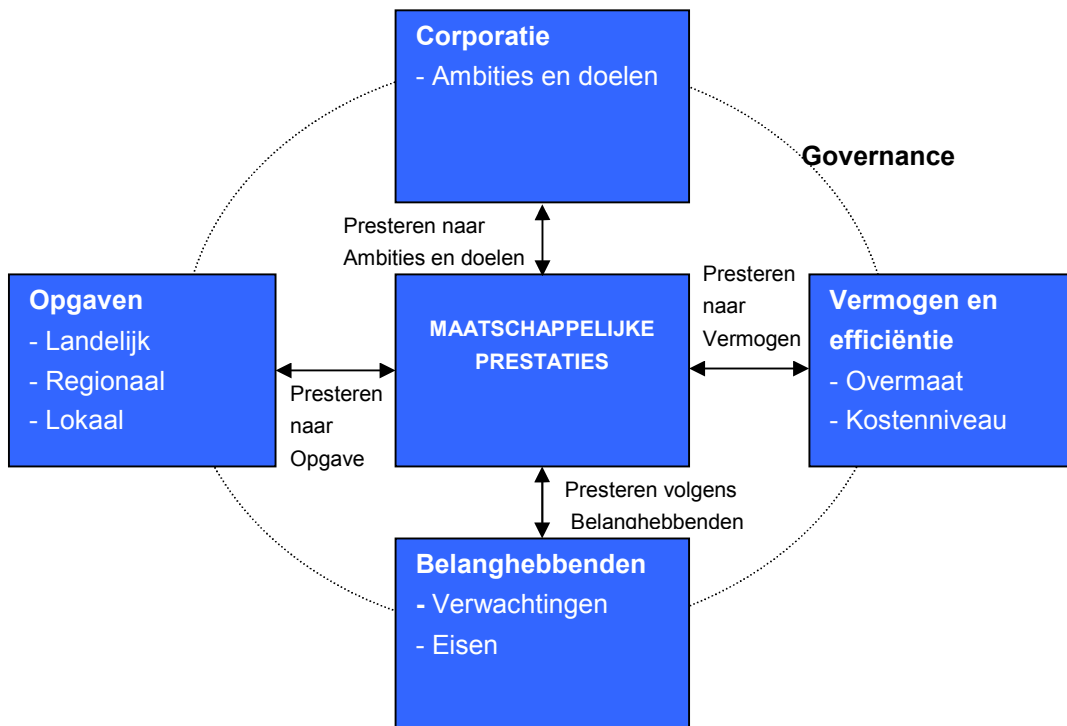 Corporatie
- Ambities en doelen
Governance
Presteren naar
Ambities en doelen
Opgaven
- Landelijk
- Regionaal
- Lokaal
Presteren
naar
Opgave
MAATSCHAPPELIJKE
PRESTATIES
Presteren
naar
Vermogen
Vermogen en
efficiëntie
- Overmaat
- Kostenniveau
Presteren volgens
Belanghebbenden
Belanghebbenden
- Verwachtingen
- Eisen